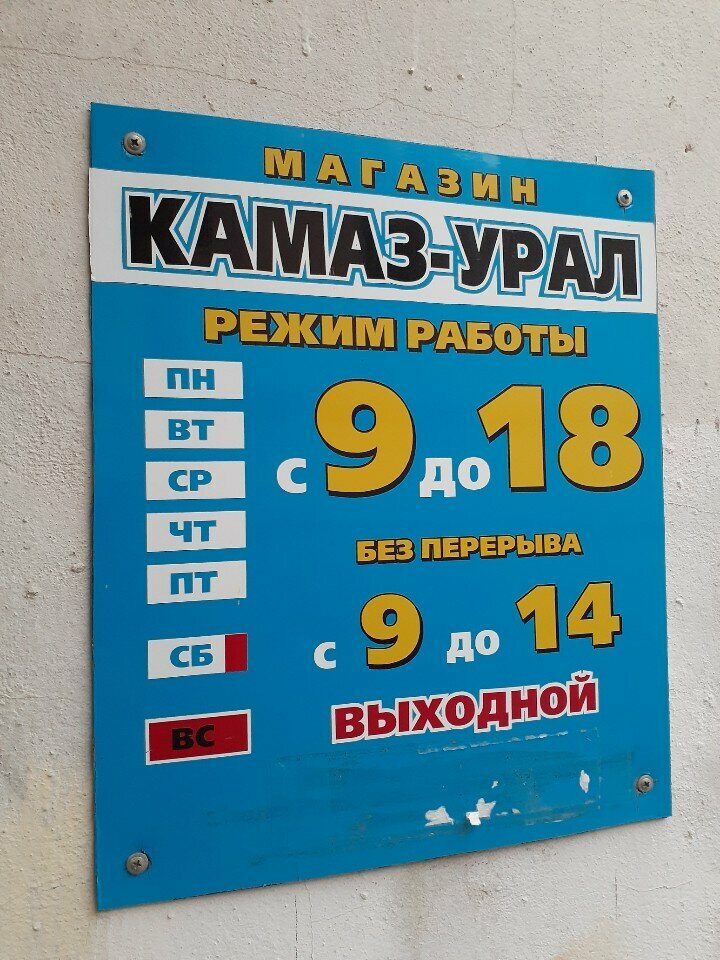 МАГАЗИН
КАМАЗ-УРАЛ
РЕЖИМ РАБОТЫ
ПН
ВТ
СР
ЧТ
ПТ
с 9 до 18
БЕЗ ПЕРЕРЫВА
СБ с 9 до 14
ВС ВЫХОДНОЙ